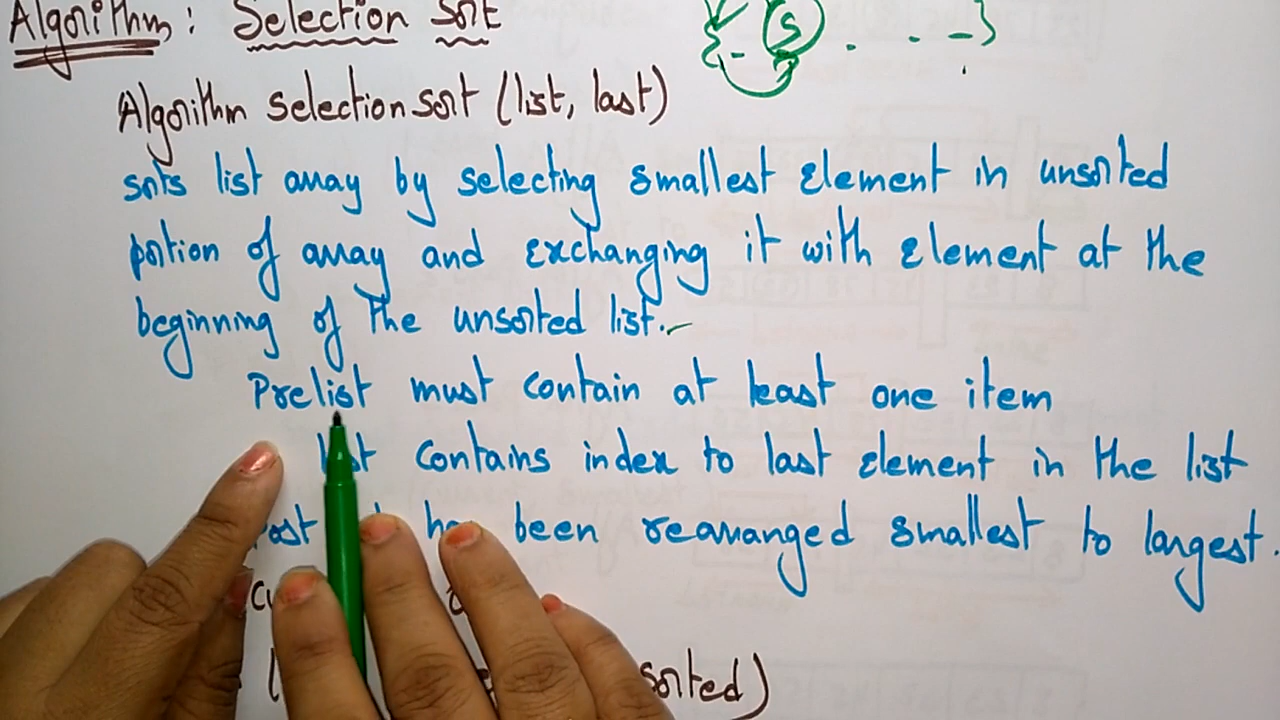 Algorithm: Selection Sort
{ - S . . . - }
Algorithm selectionsort (list, last)
sorts list array by selecting smallest element in unsorted
portion of array and exchanging it with element at the
beginning of the unsorted list.
Prelist must contain at least one item
contains index to last element in the list
Post been rearranged smallest to largest.
sorted)